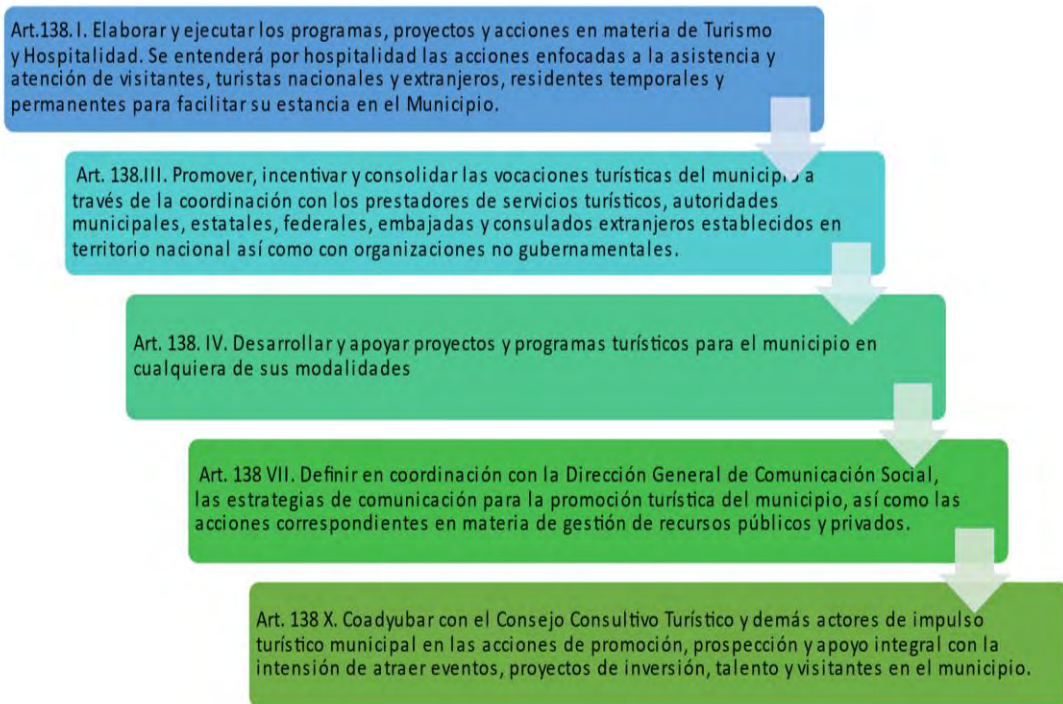 Art.138. I. Elaborar y ejecutar los programas, proyectos y acciones en materia de Turismo
y Hospitalidad. Se entenderá por hospitalidad las acciones enfocadas a la asistencia y
atención de visitantes, turistas nacionales y extranjeros, residentes temporales y
permanentes para facilitar su estancia en el Municipio.
Art. 138.III. Promover, incentivar y consolidar las vocaciones turísticas del municipio a
través de la coordinación con los prestadores de servicios turísticos, autoridades
municipales, estatales, federales, embajadas y consulados extranjeros establecidos en
territorio nacional así como con organizaciones no gubernamentales.
Art. 138. IV. Desarrollar y apoyar proyectos y programas turísticos para el municipio en
cualquiera de sus modalidades
Art. 138 VII. Definir en coordinación con la Dirección General de Comunicación Social,
las estrategias de comunicación para la promoción turística del municipio, así como las
acciones correspondientes en materia de gestión de recursos públicos y privados.
Art. 138 X. Coadyubar con el Consejo Consultivo Turístico y demás actores de impulso
turístico municipal en las acciones de promoción, prospección y apoyo integral con la
intensión de atraer eventos, proyectos de inversión, talento y visitantes en el municipio.